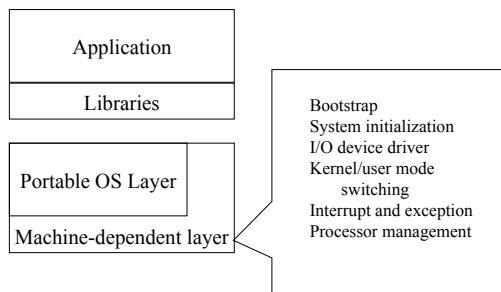 Application
Libraries
Portable OS Layer
Machine-dependent layer
Bootstrap
System initialization
I/O device driver
Kernel/user mode
switching
Interrupt and exception
Processor management